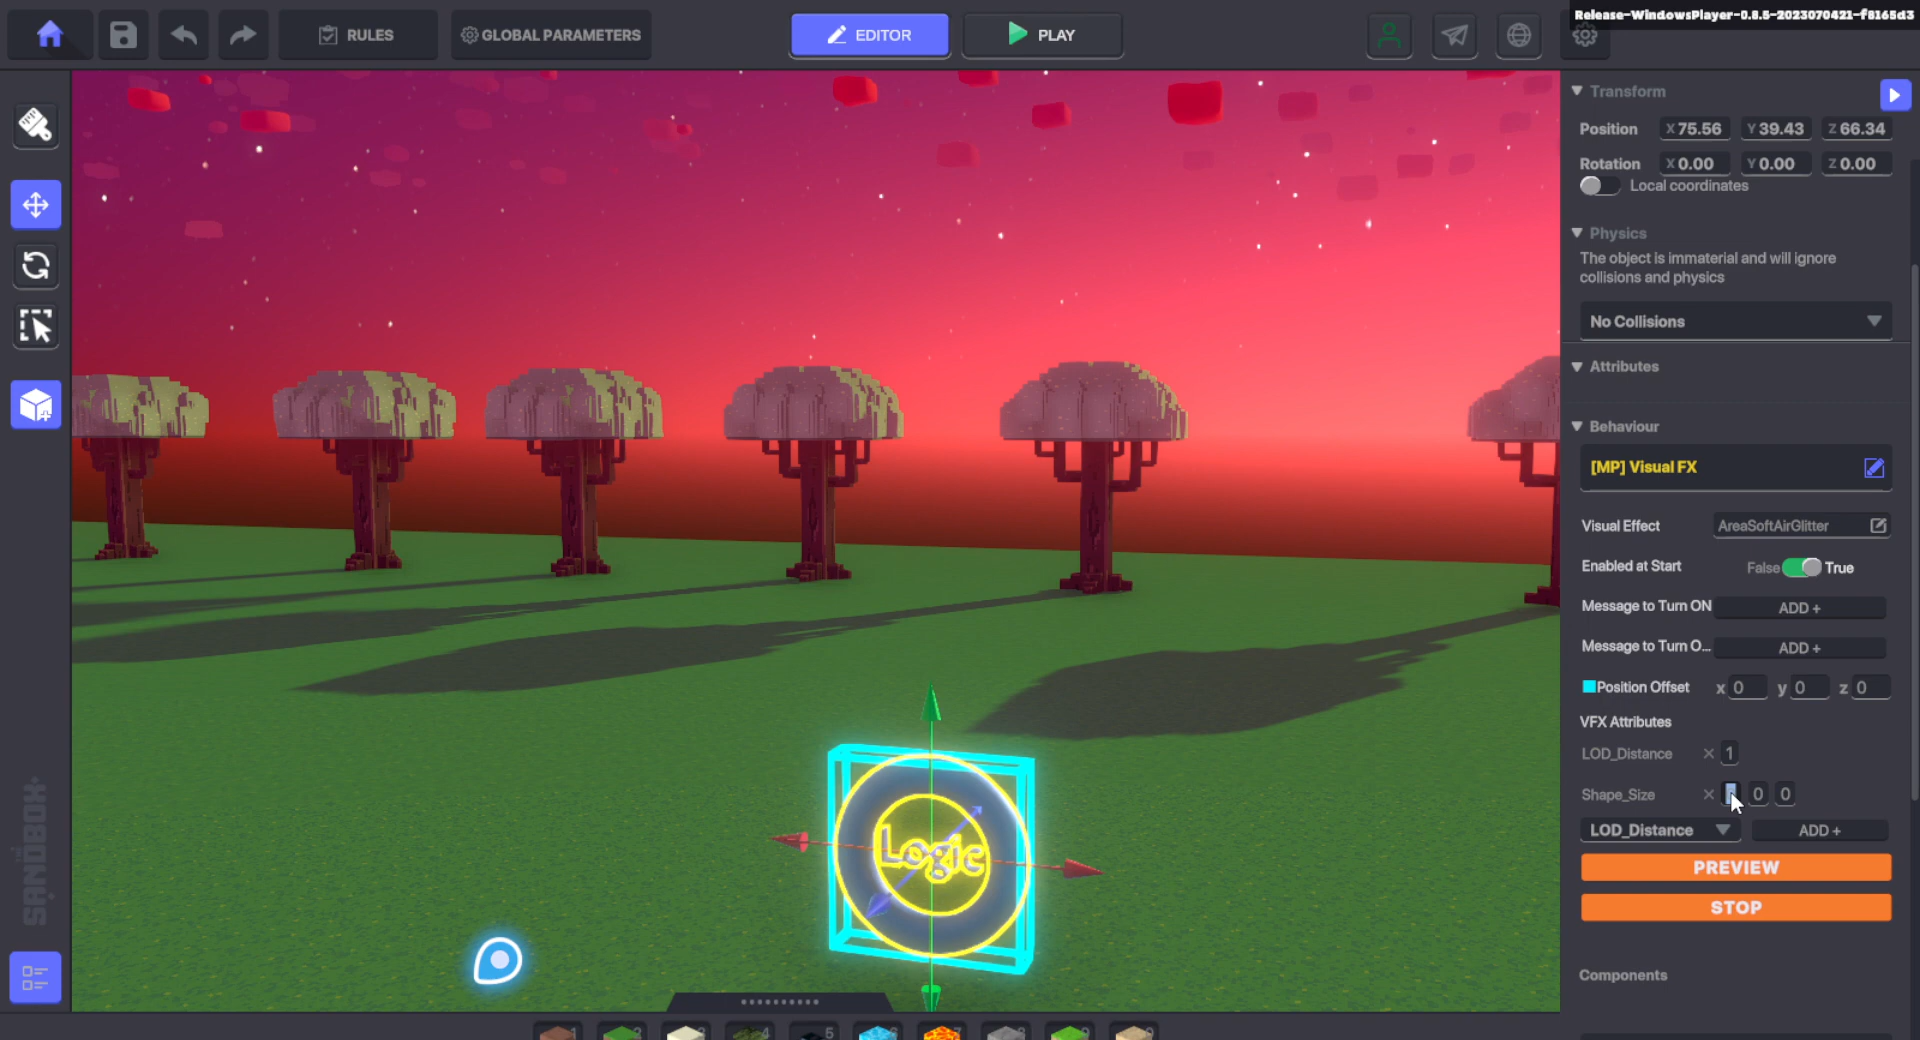 Release-WindowsPlayer-0.8.5-2023070421-f8165d3
RULES
GLOBAL PARAMETERS
EDITOR
PLAY
Transform
Position X 75.56 Y 39.43 Z 66.34
Rotation X 0.00 Y 0.00 Z 0.00
Local coordinates
Physics
The object is immaterial and will ignore
collisions and physics
No Collisions
Attributes
Behaviour
[MP] Visual FX
Visual Effect AreaSoftAirGlitter
Enabled at Start False True
Message to Turn ON ADD +
Message to Turn O... ADD +
Position Offset x 0 y 0 z 0
VFX Attributes
LOD_Distance × 1
Shape_Size × 0 0
LOD_Distance ADD +
PREVIEW
STOP
Components
Logic
THE SANDBOX